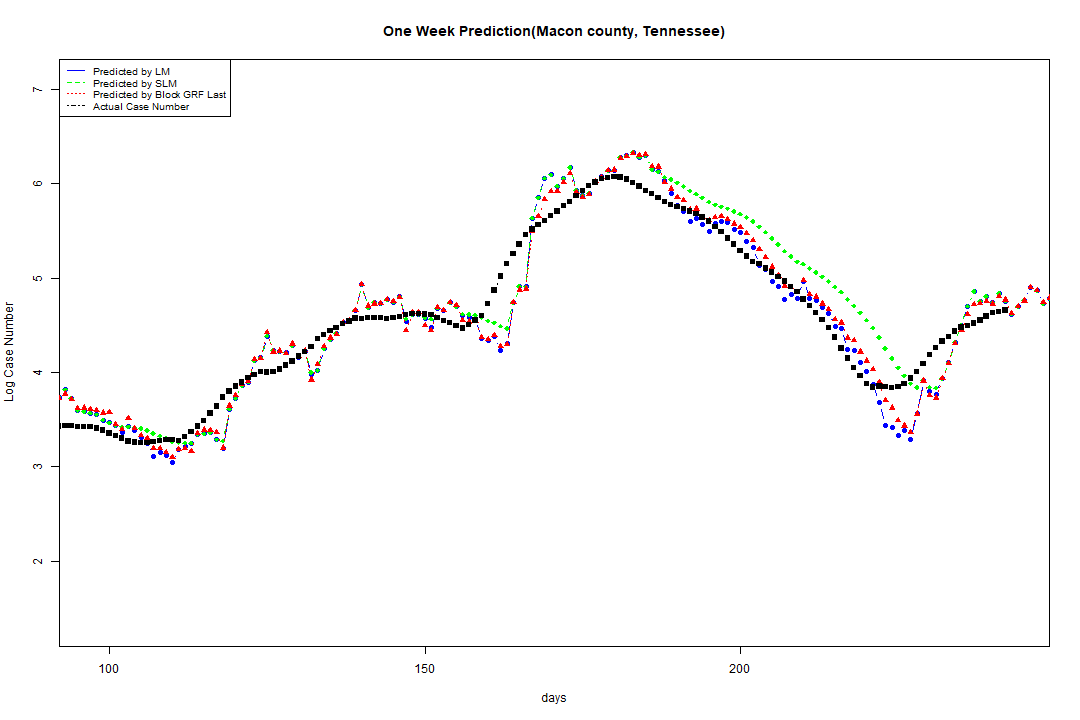 One Week Prediction(Macon county, Tennessee)
Predicted by LM
Predicted by SLM
Predicted by Block GRF Last
Actual Case Number
7
6
5
4
3
2
Log Case Number
100 150 200
days